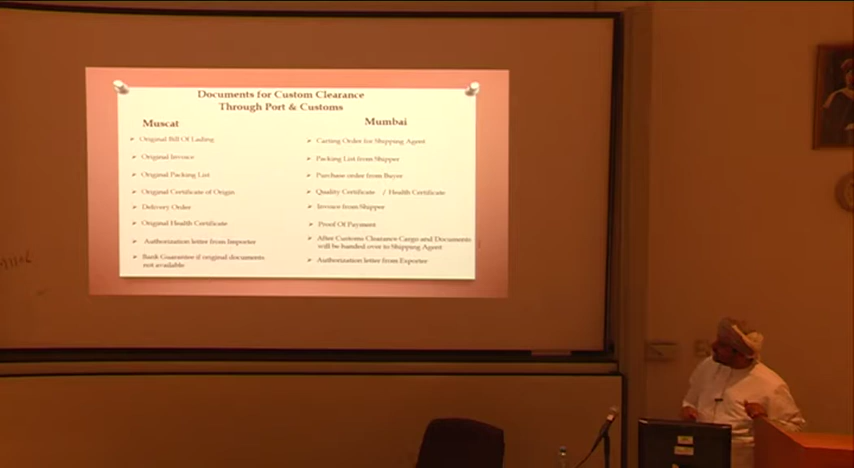 Documents for Custom Clearance
Through Port & Customs
Muscat
Original Bill Of Lading
Original Invoice
Original Packing List
Original Certificate of Origin
Delivery Order
Original Health Certificate
Authorization letter from Importer
Bank Guarantee if original documents
not available
Mumbai
Carting Order for Shipping Agent
Packing List from Shipper
Purchase order from Buyer
Quality Certificate / Health Certificate
Invoice from Shipper
Proof Of Payment
After Customs Clearance Cargo and Documents
will be handed over to Shipping Agent
Authorization letter from Exporter